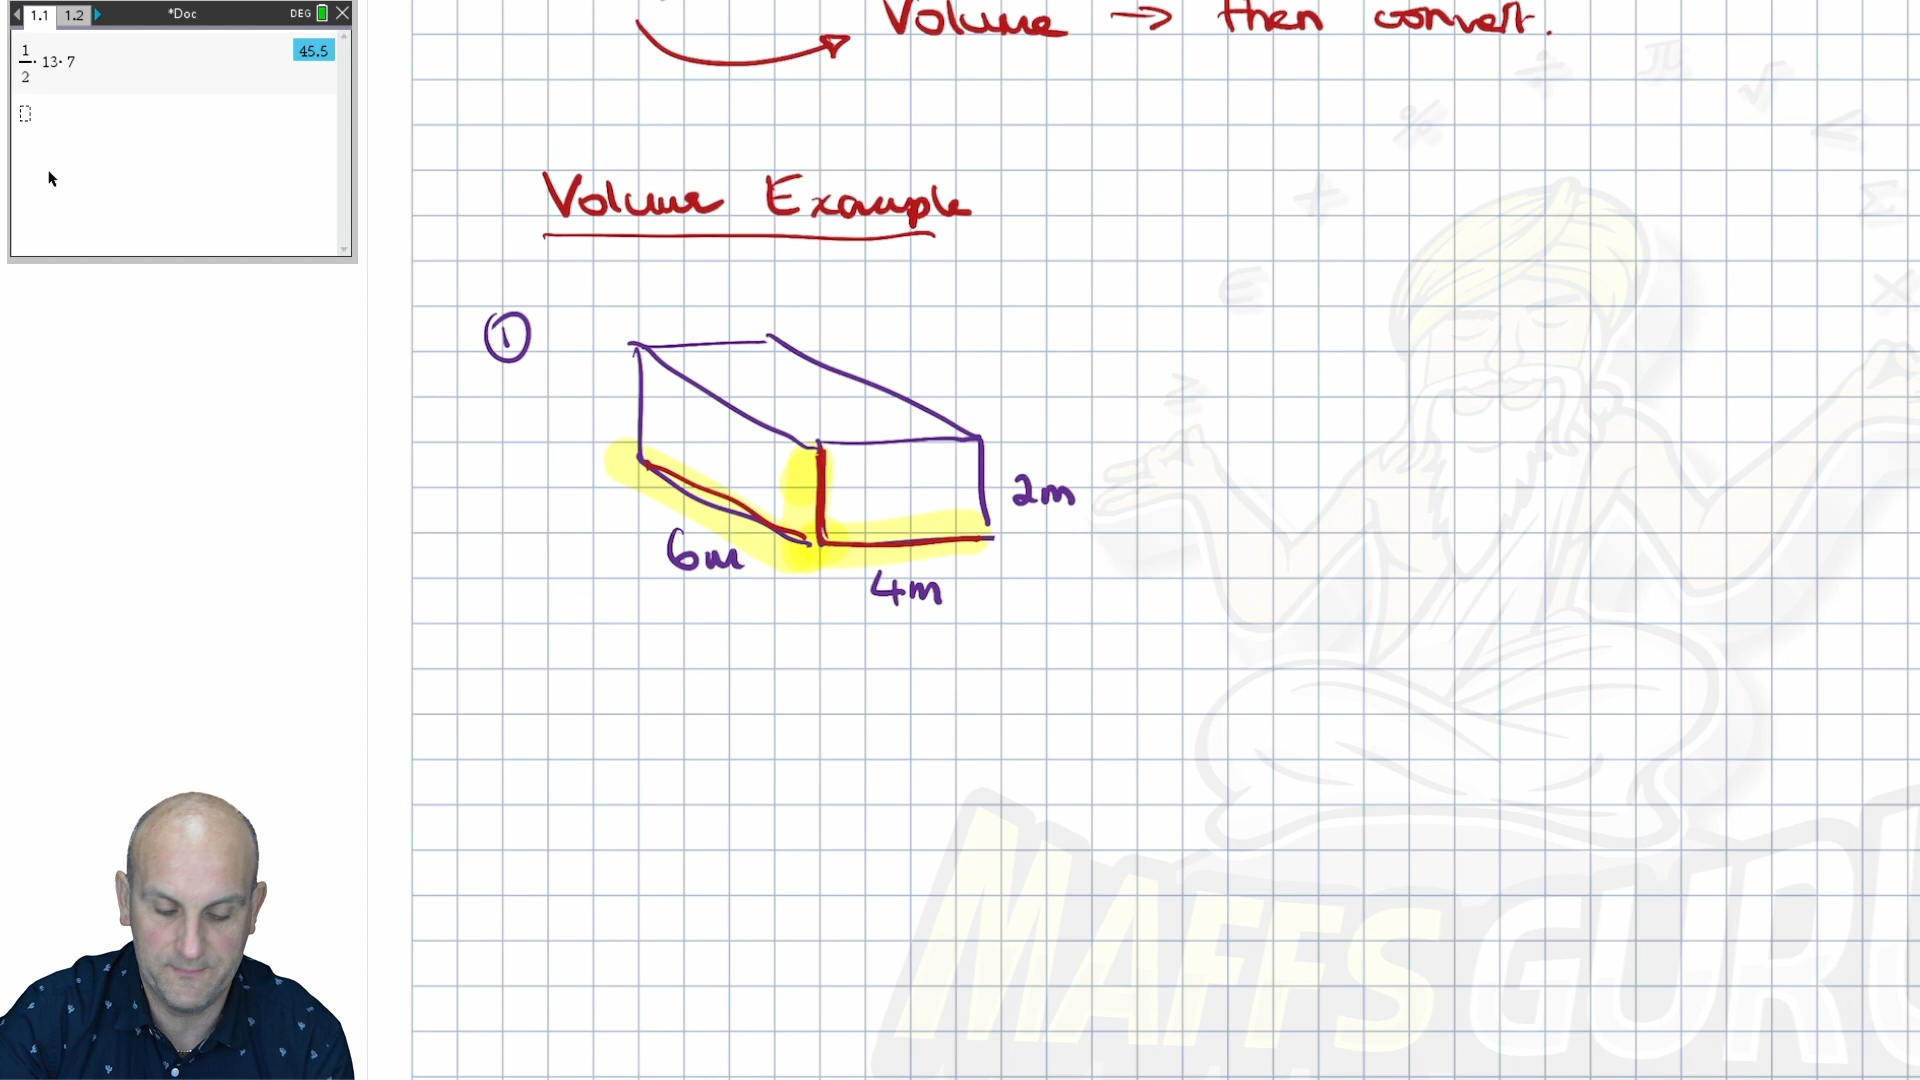 1.1 1.2 *Doc DEG
1/2 · 13 · 7 45.5
Volume → then convert.
Volume Example
①
2m
6m
4m
MAFFS GURU